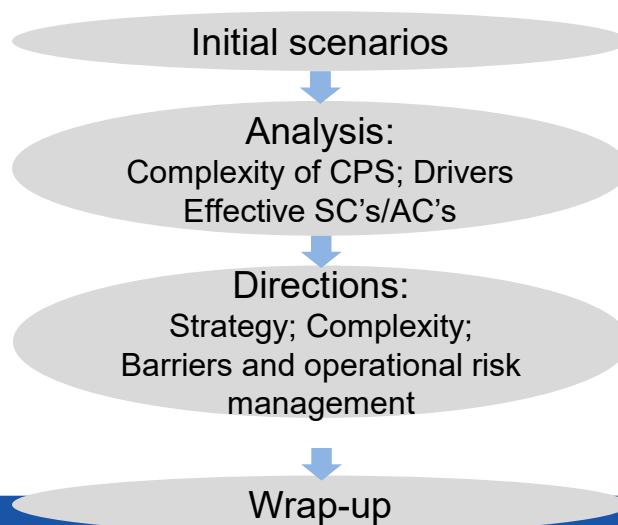 Initial scenarios
Analysis:
Complexity of CPS; Drivers
Effective SC’s/AC’s
Directions:
Strategy; Complexity;
Barriers and operational risk
management
Wrap-up